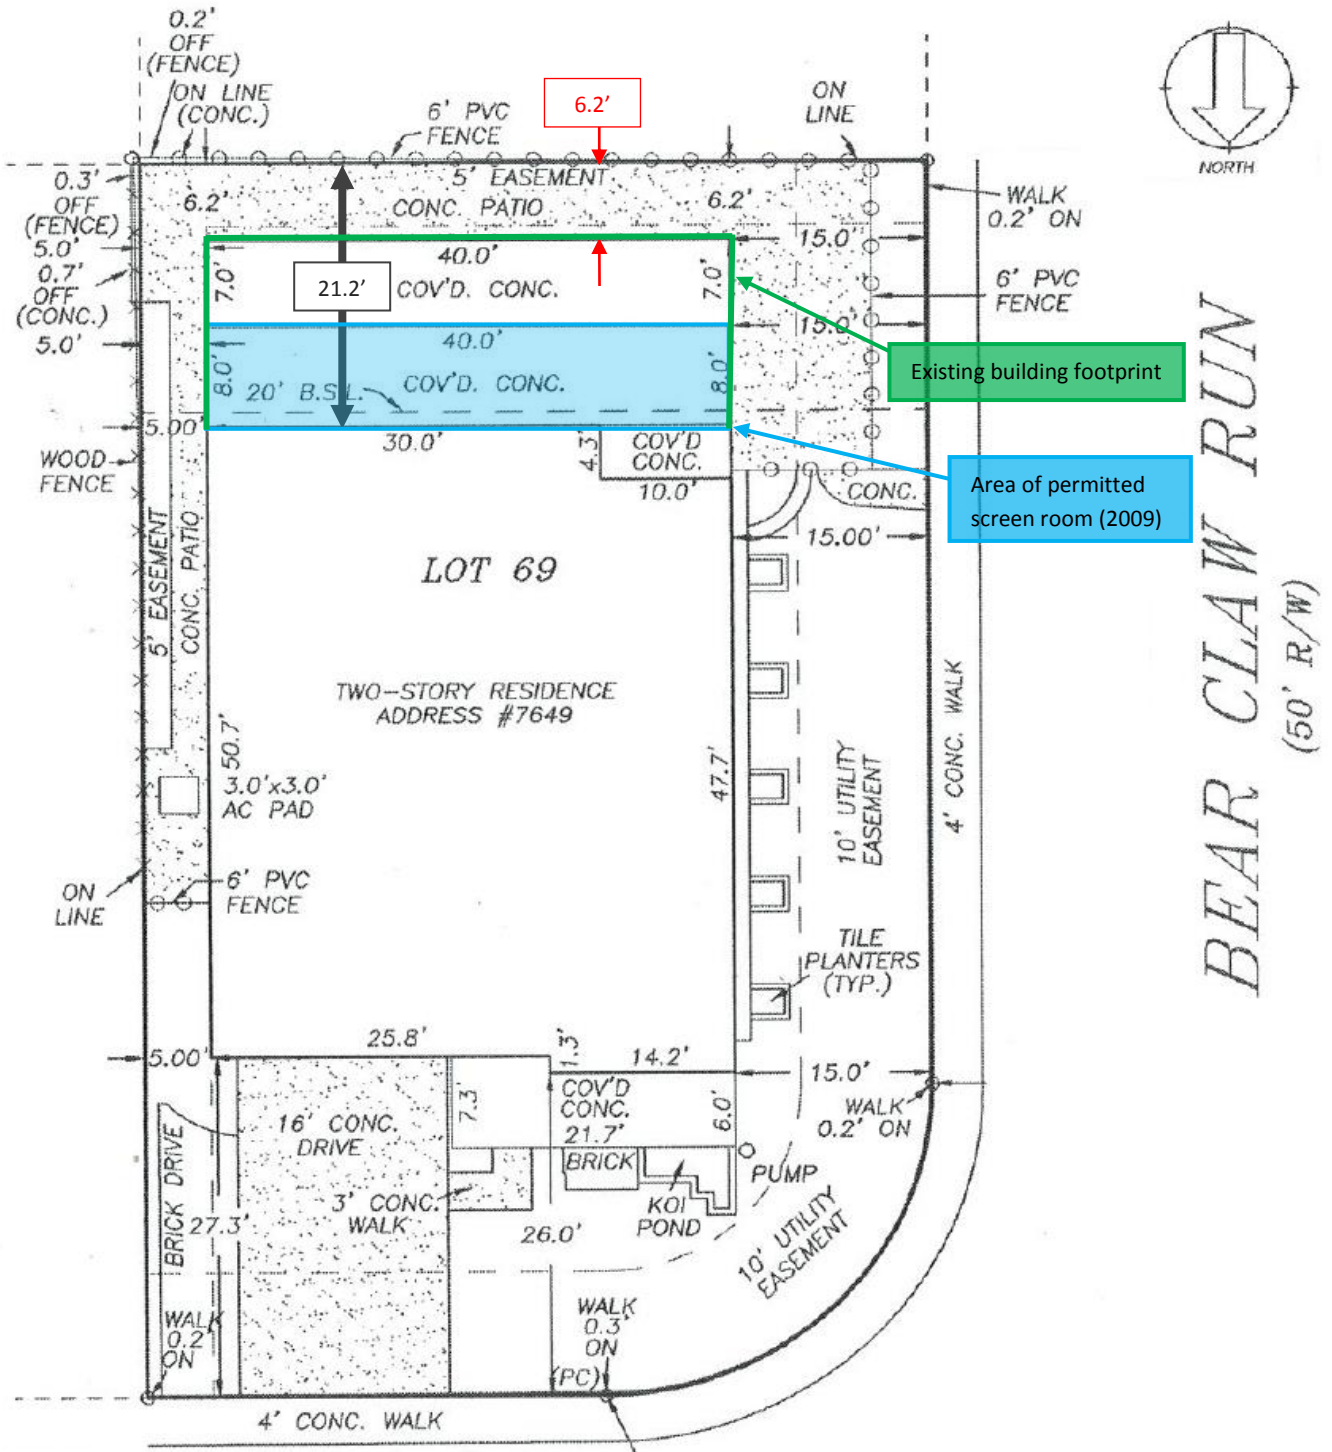 0.2'
OFF
(FENCE)
ON LINE
(CONC.)
6' PVC
FENCE
6.2'
ON
LINE
NORTH
0.3'
OFF
(FENCE)
5.0'
0.7'
OFF
(CONC.)
5.0'
6.2'
5' EASEMENT
CONC. PATIO
6.2'
WALK
0.2' ON
15.0'
40.0'
7.0'
21.2'
COV'D. CONC.
7.0'
6' PVC
FENCE
15.0'
40.0'
8.0'
20' B.S.L.
COV'D. CONC.
8.0'
Existing building footprint
5.00'
30.0'
4.3'
COV'D
CONC.
10.0'
WOOD
FENCE
CONC.
Area of permitted
screen room (2009)
15.00'
5' EASEMENT
CONC. PATIO
LOT 69
TWO-STORY RESIDENCE
ADDRESS #7649
50.7'
47.7'
3.0'x3.0'
AC PAD
10' UTILITY
EASEMENT
4' CONC. WALK
BEAR CLAW RUN
(50' R/W)
ON
LINE
6' PVC
FENCE
TILE
PLANTERS
(TYP.)
25.8'
5.00'
1.3'
14.2'
15.0'
7.3'
COV'D
CONC.
21.7'
6.0'
WALK
0.2' ON
16' CONC.
DRIVE
BRICK DRIVE
BRICK
PUMP
3' CONC.
WALK
KOI
POND
27.3'
26.0'
10' UTILITY
EASEMENT
WALK
0.2'
ON
WALK
0.3'
ON
(PC)
4' CONC. WALK